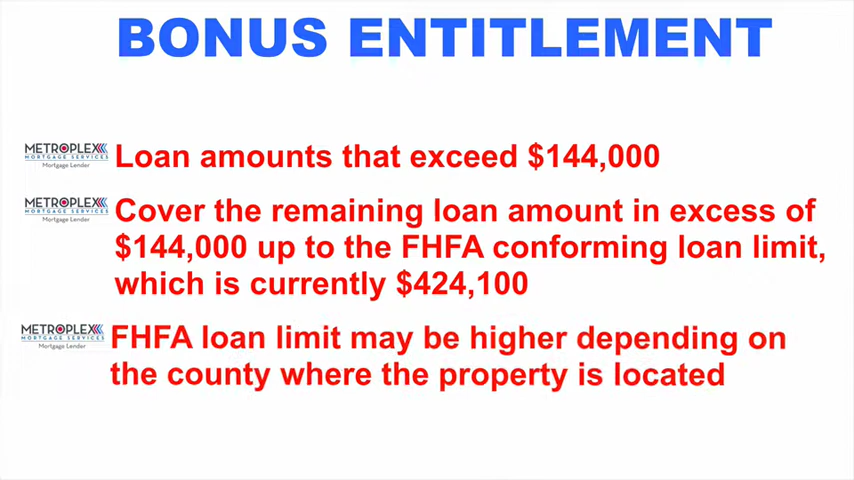 BONUS ENTITLEMENT
METROPLEX
MORTGAGE SERVICES
Mortgage Lender
Loan amounts that exceed $144,000
METROPLEX
MORTGAGE SERVICES
Mortgage Lender
Cover the remaining loan amount in excess of
$144,000 up to the FHFA conforming loan limit,
which is currently $424,100
METROPLEX
MORTGAGE SERVICES
Mortgage Lender
FHFA loan limit may be higher depending on
the county where the property is located